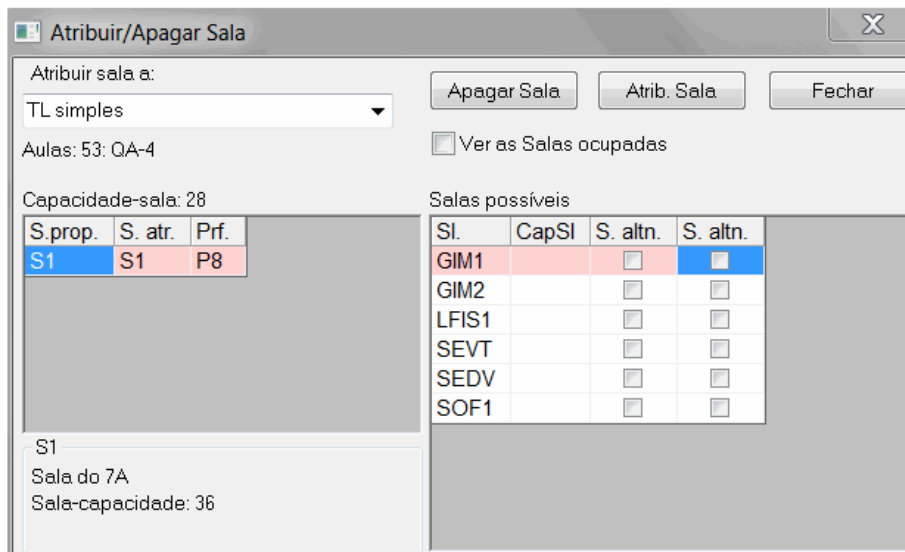 Atribuir/Apagar Sala
Atribuir sala a:
TL simples
Aulas: 53: QA-4
Apagar Sala
Atrib. Sala
Fechar
Ver as Salas ocupadas
Capacidade-sala: 28
S.prop. S. atr. Prf.
S1 S1 P8
Salas possíveis
Sl. CapSl S. altn. S. altn.
GIM1
GIM2
LFIS1
SEVT
SEDV
SOF1
S1
Sala do 7A
Sala-capacidade: 36